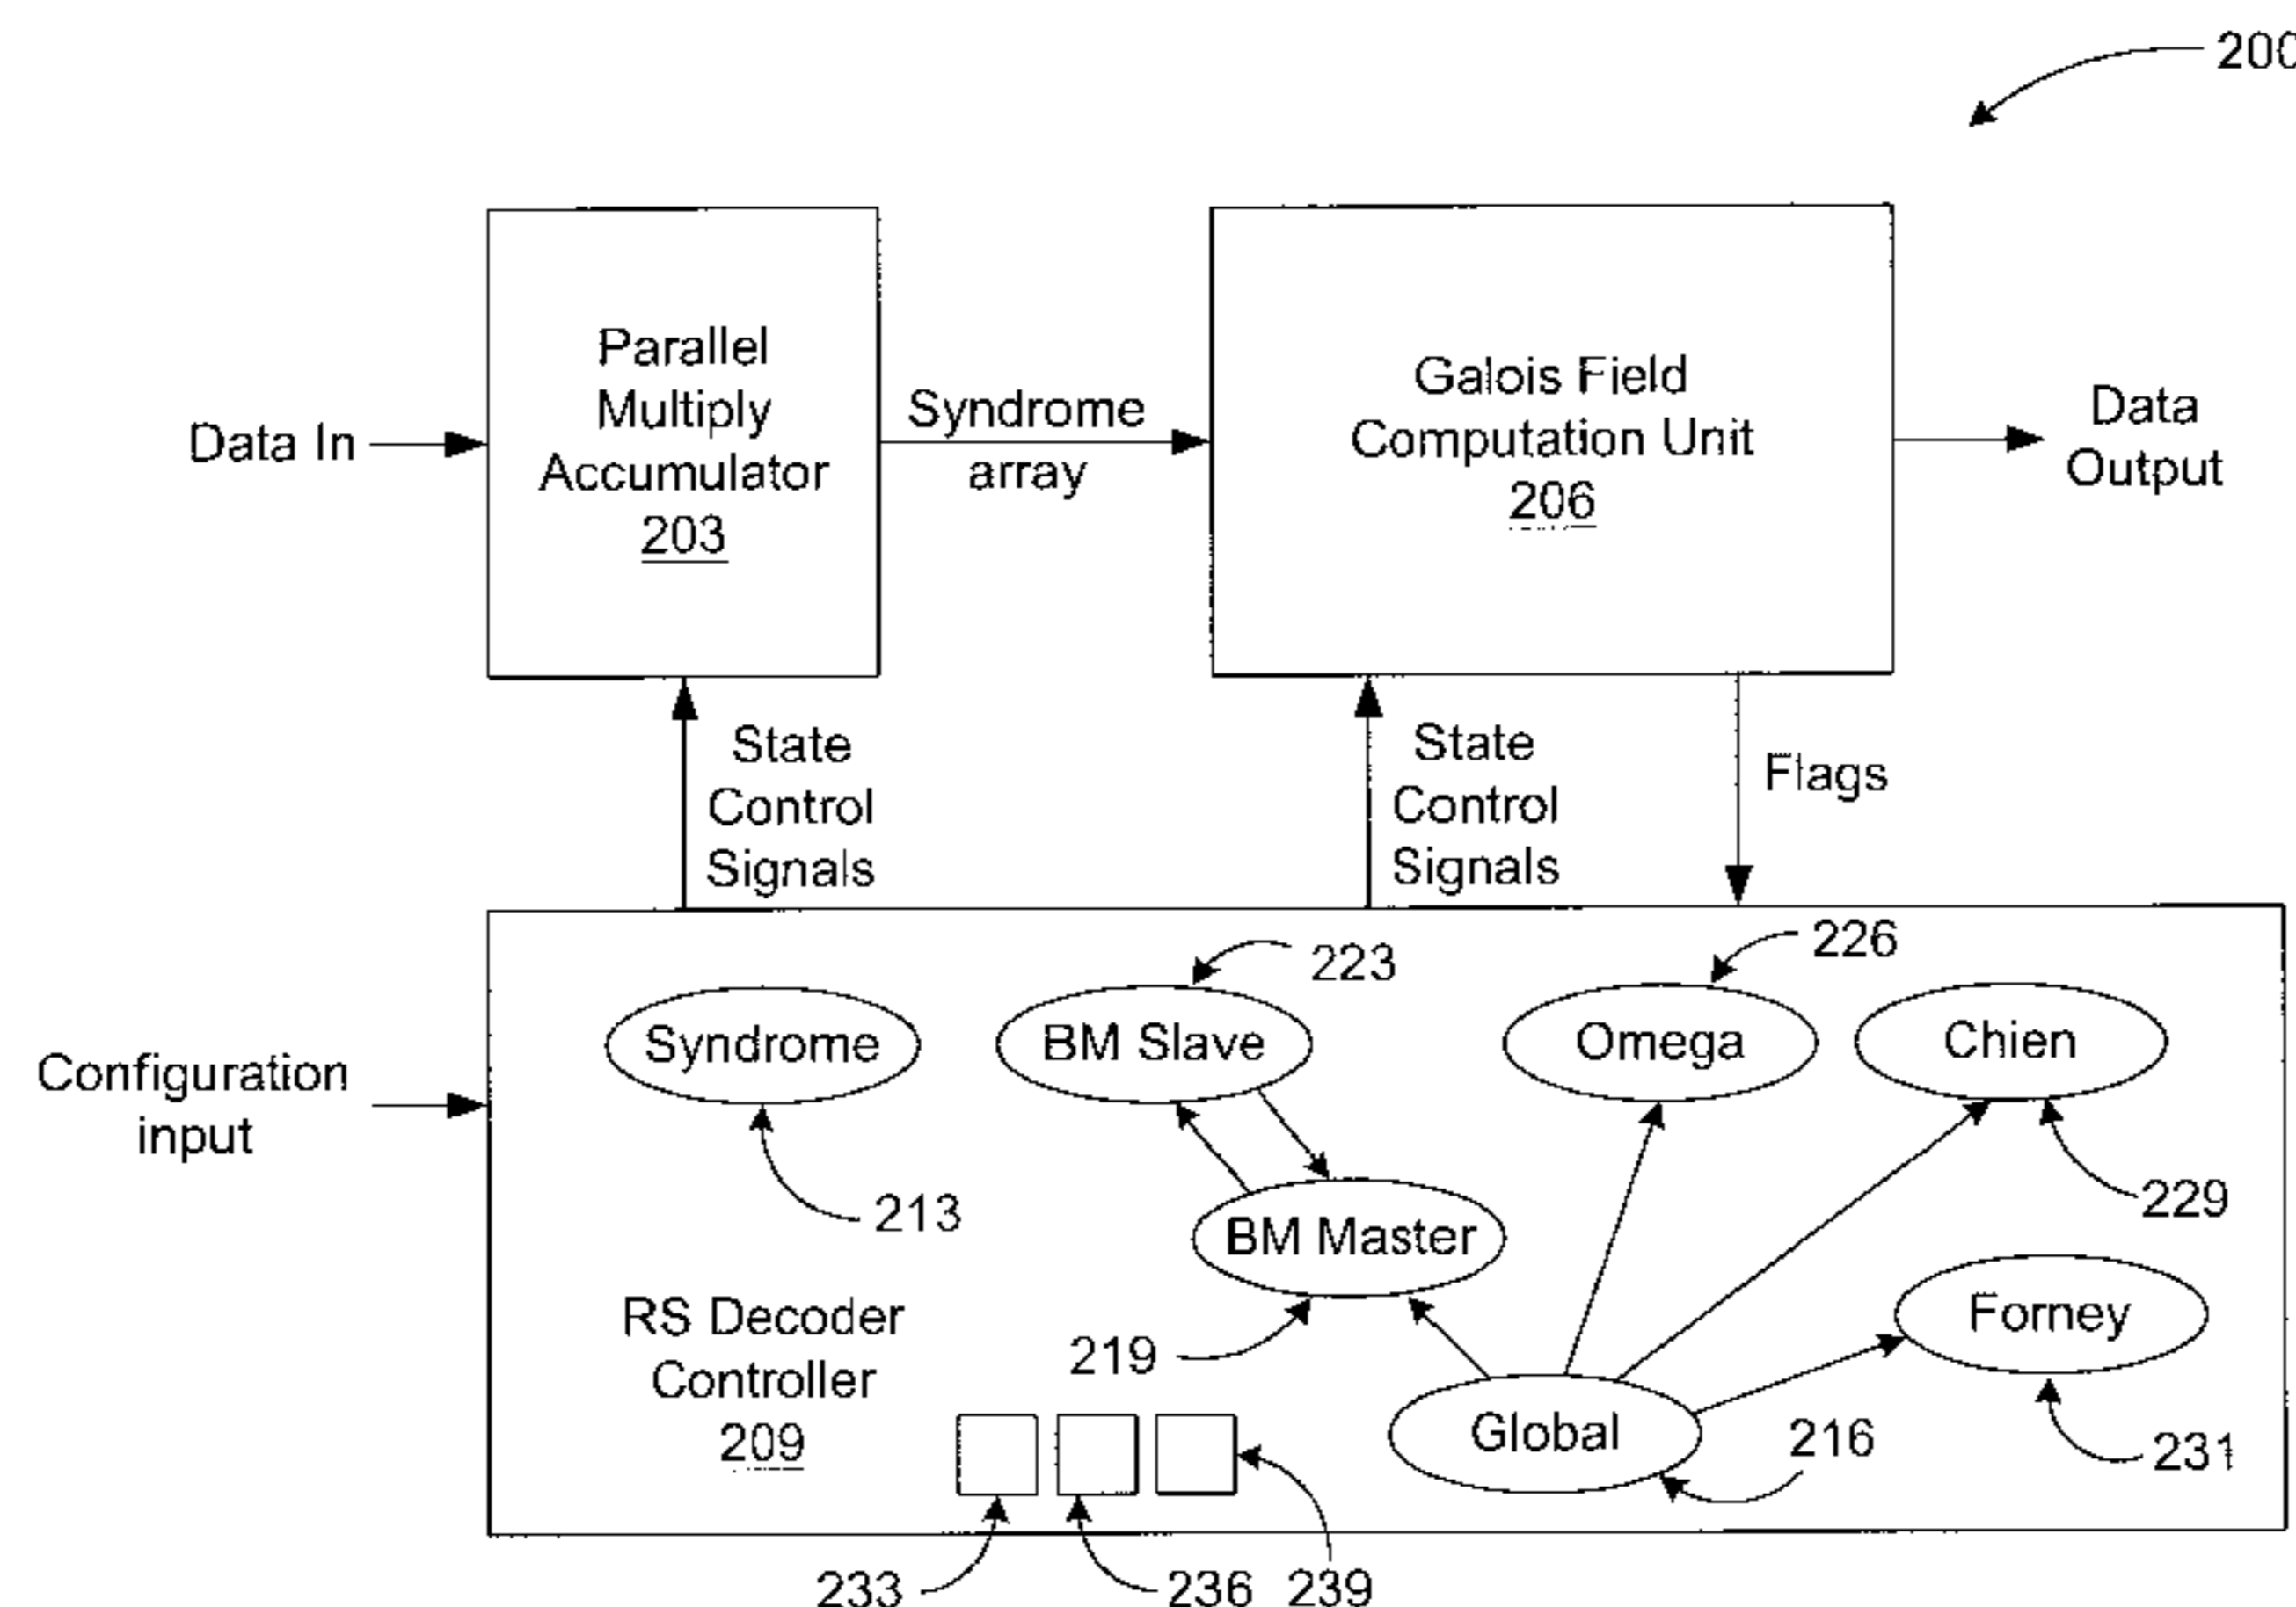 200
Parallel
Multiply
Accumulator
203
Galois Field
Computation Unit
206
Data In
Syndrome
array
Data
Output
State
Control
Signals
State
Control
Signals
Flags
223
226
Syndrome
BM Slave
Omega
Chien
Configuration
input
213
229
BM Master
RS Decoder
Controller
209
219
Forney
Global
216
231
233
236
239